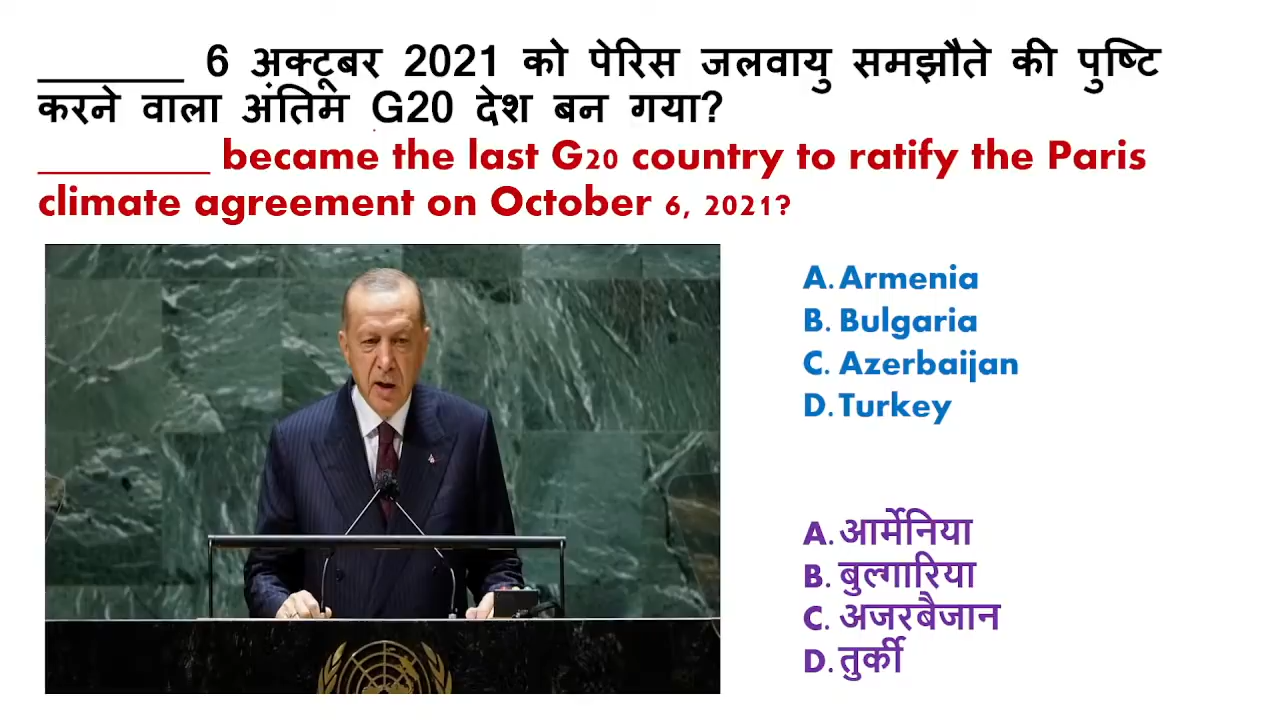 ______ 6 अक्टूबर 2021 को पेरिस जलवायु समझौते की पुष्टि
करने वाला अंतिम G20 देश बन गया?
________ became the last G20 country to ratify the Paris
climate agreement on October 6, 2021?
A. Armenia
B. Bulgaria
C. Azerbaijan
D. Turkey
A. आर्मेनिया
B. बुल्गारिया
C. अजरबैजान
D. तुर्की